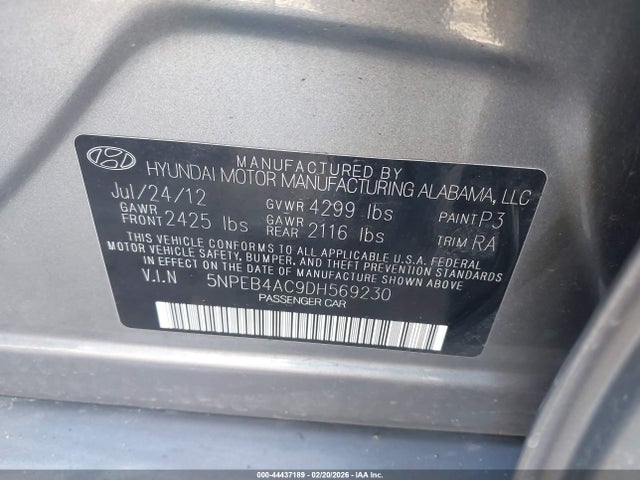 MANUFACTURED BY
HYUNDAI MOTOR MANUFACTURING ALABAMA, LLC
Jul/24/12 GVWR 4299 lbs PAINT P3
GAWR FRONT 2425 lbs GAWR REAR 2116 lbs TRIM RA
THIS VEHICLE CONFORMS TO ALL APPLICABLE U.S.A. FEDERAL
MOTOR VEHICLE SAFETY, BUMPER, AND THEFT PREVENTION STANDARDS
IN EFFECT ON THE DATE OF MANUFACTURE SHOWN ABOVE.
V.I.N 5NPEB4AC9DH569230
PASSENGER CAR
000-44437189 - 02/20/2026 - IAA Inc. / IAA Holdings, LLC